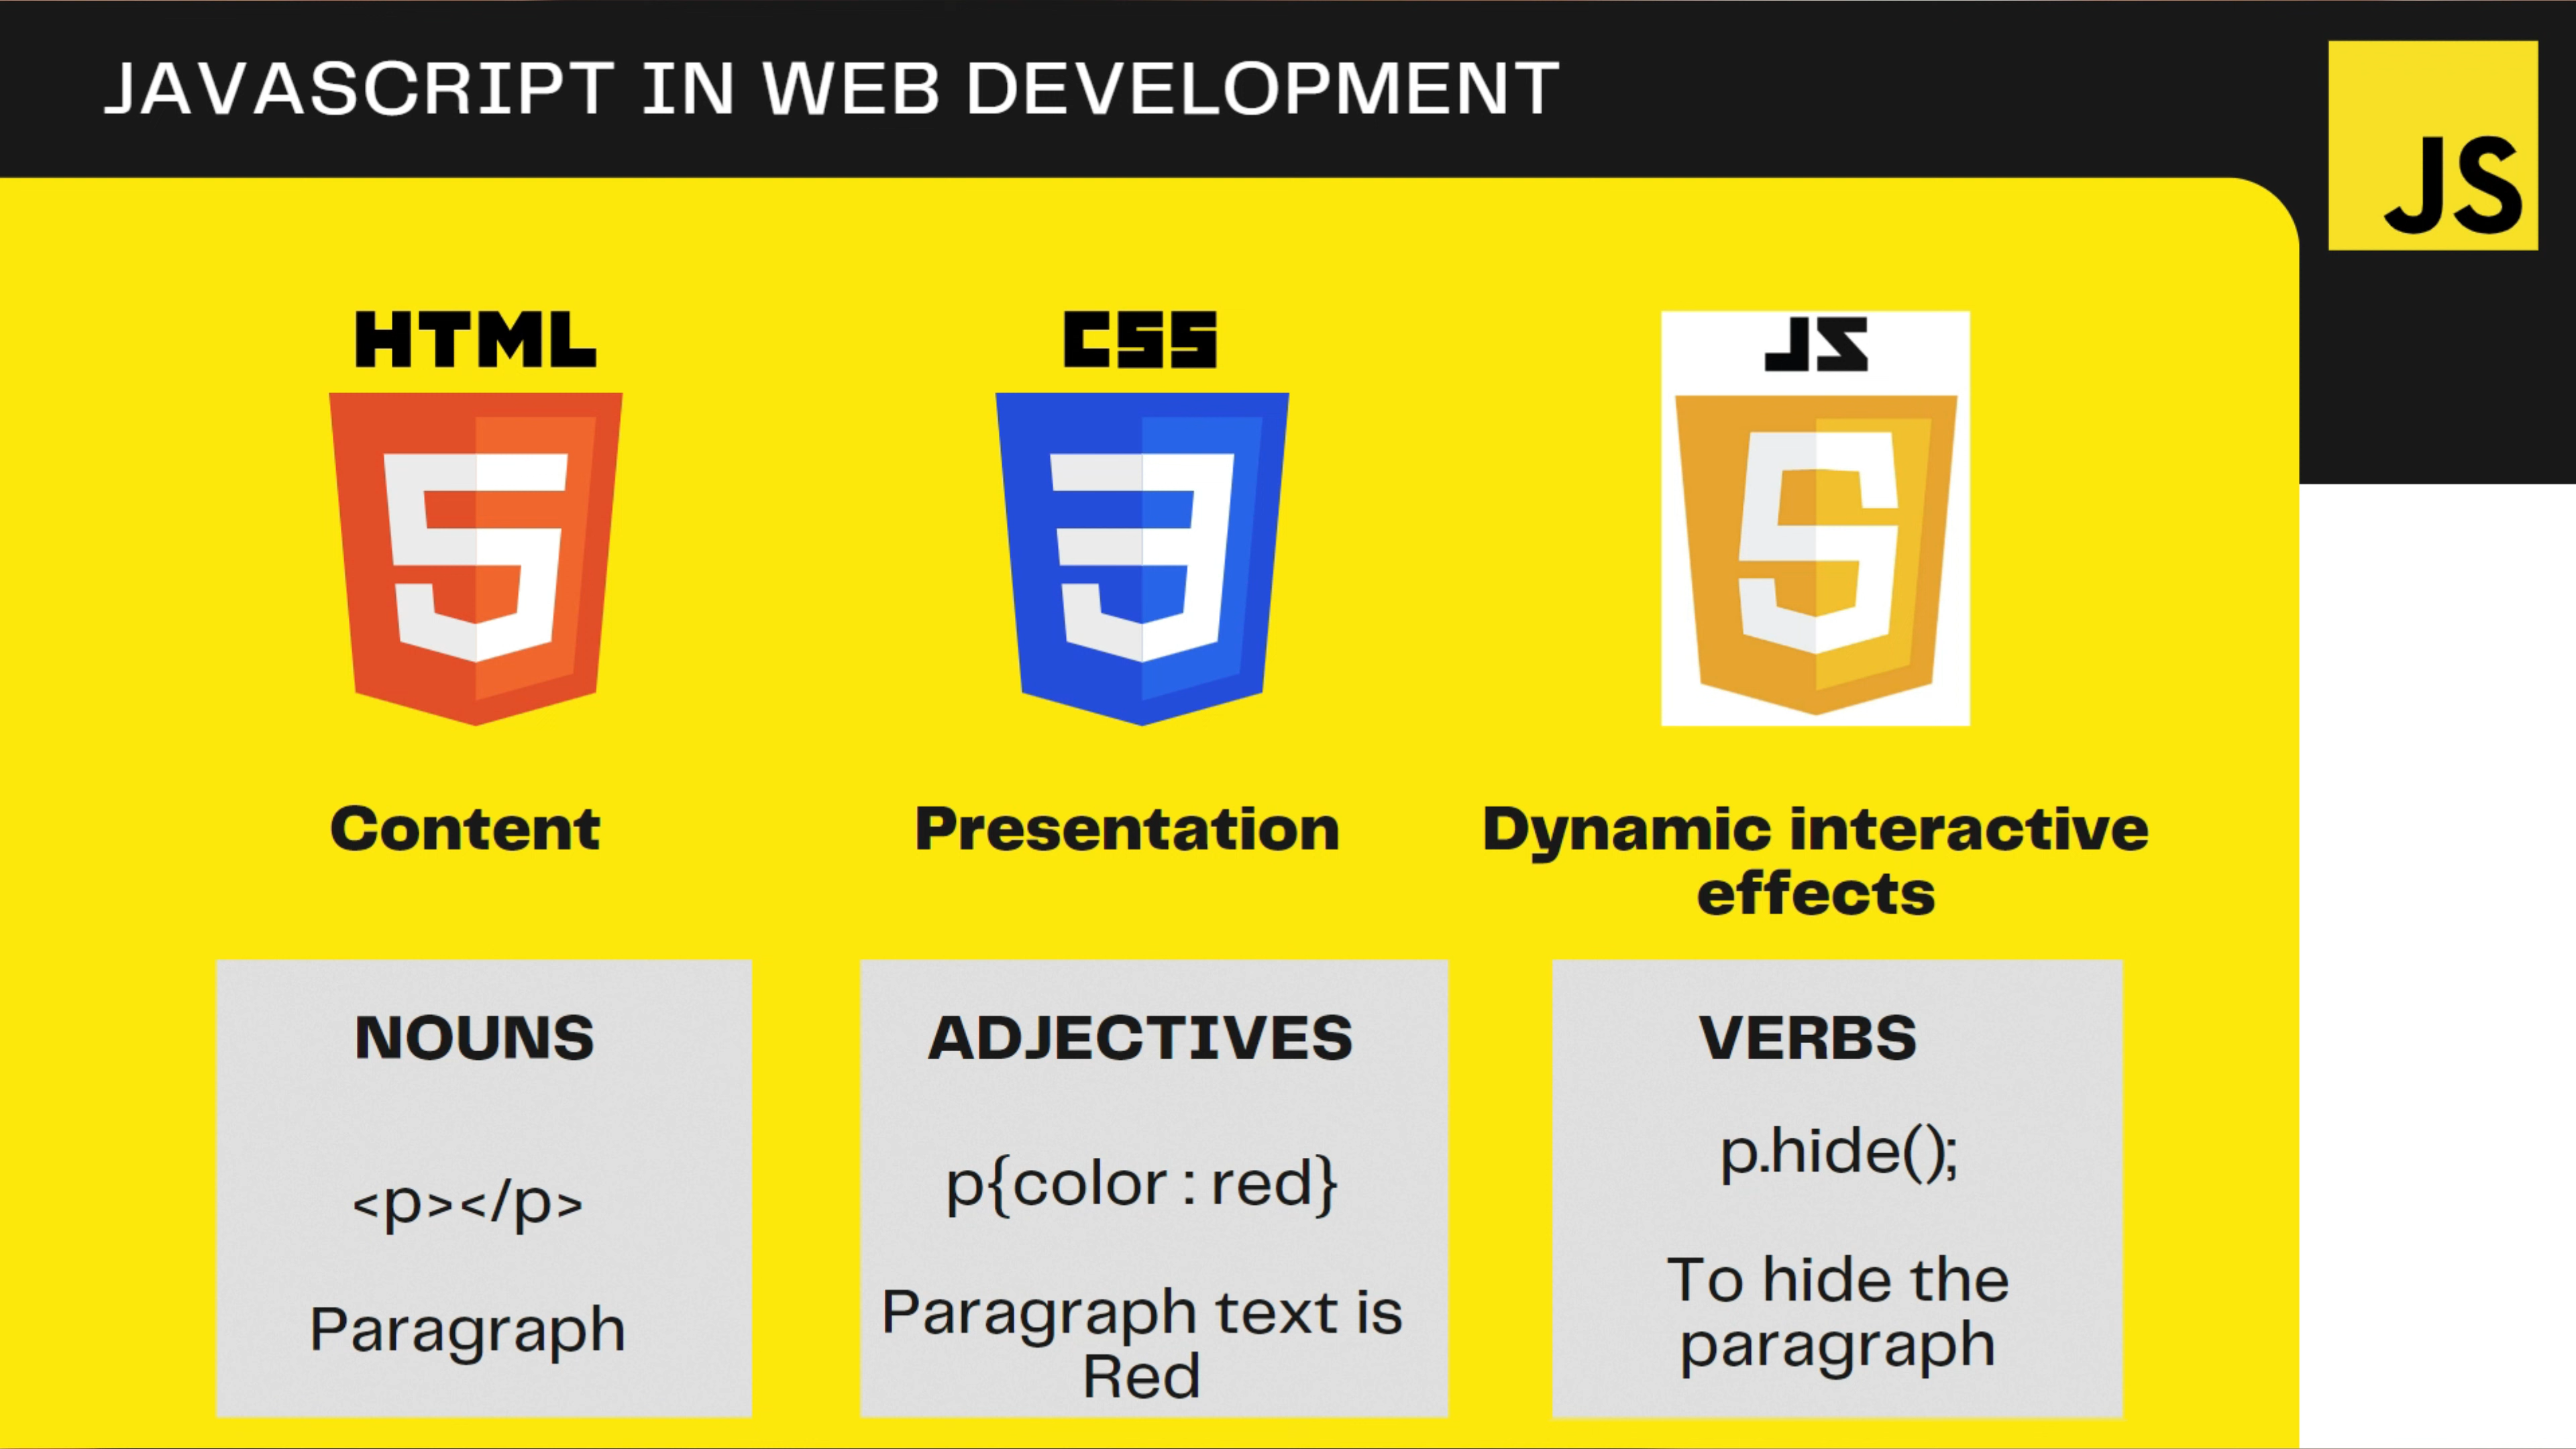 JAVASCRIPT IN WEB DEVELOPMENT
JS
HTML
CSS
JS
5
3
S
Content
Presentation
Dynamic interactive
effects
NOUNS
<p></p>
Paragraph
ADJECTIVES
p{color : red}
Paragraph text is
Red
VERBS
p.hide();
To hide the
paragraph